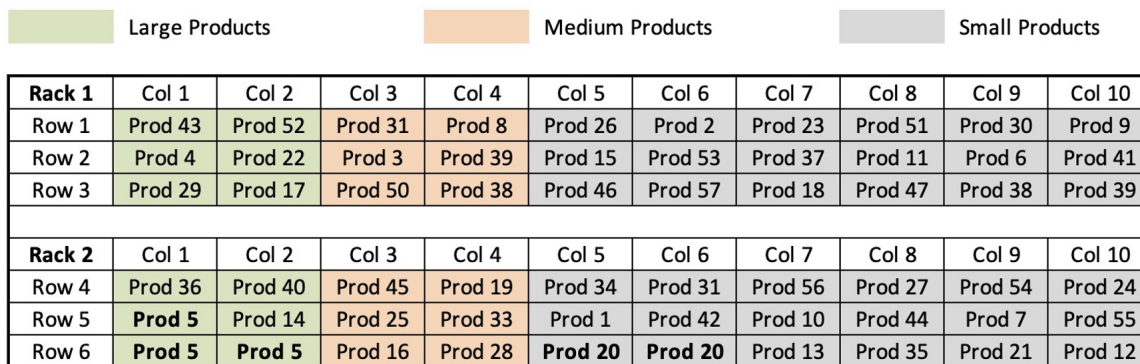 Large Products Medium Products Small Products
Rack 1 Col 1 Col 2 Col 3 Col 4 Col 5 Col 6 Col 7 Col 8 Col 9 Col 10
Row 1 Prod 43 Prod 52 Prod 31 Prod 8 Prod 26 Prod 2 Prod 23 Prod 51 Prod 30 Prod 9
Row 2 Prod 4 Prod 22 Prod 3 Prod 39 Prod 15 Prod 53 Prod 37 Prod 11 Prod 6 Prod 41
Row 3 Prod 29 Prod 17 Prod 50 Prod 38 Prod 46 Prod 57 Prod 18 Prod 47 Prod 38 Prod 39
Rack 2 Col 1 Col 2 Col 3 Col 4 Col 5 Col 6 Col 7 Col 8 Col 9 Col 10
Row 4 Prod 36 Prod 40 Prod 45 Prod 19 Prod 34 Prod 31 Prod 56 Prod 27 Prod 54 Prod 24
Row 5 Prod 5 Prod 14 Prod 25 Prod 33 Prod 1 Prod 42 Prod 10 Prod 44 Prod 7 Prod 55
Row 6 Prod 5 Prod 5 Prod 16 Prod 28 Prod 20 Prod 20 Prod 13 Prod 35 Prod 21 Prod 12